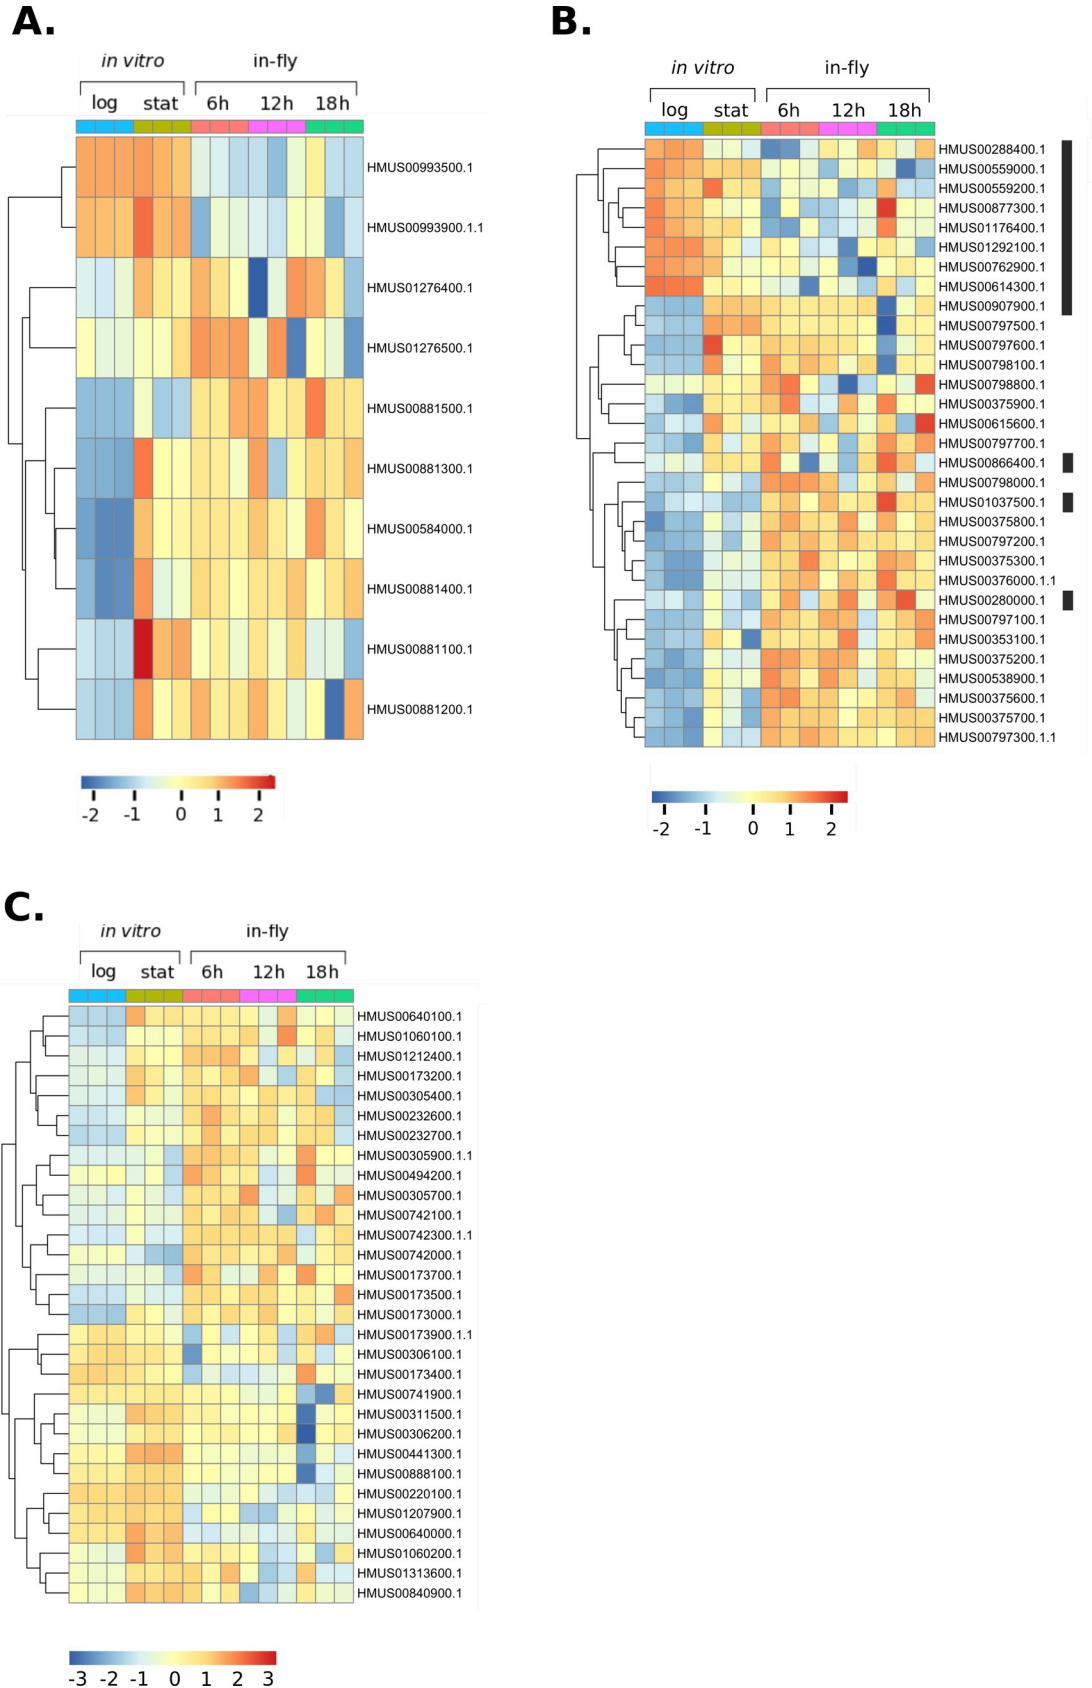 A.
in vitro in-fly
log stat 6h 12h 18h
HMUS00993500.1
HMUS00993900.1.1
HMUS01276400.1
HMUS01276500.1
HMUS00881500.1
HMUS00881300.1
HMUS00584000.1
HMUS00881400.1
HMUS00881100.1
HMUS00881200.1
-2 -1 0 1 2
B.
in vitro in-fly
log stat 6h 12h 18h
HMUS00288400.1
HMUS00559000.1
HMUS00559200.1
HMUS00877300.1
HMUS01176400.1
HMUS01292100.1
HMUS00762900.1
HMUS00614300.1
HMUS00907900.1
HMUS00797500.1
HMUS00797600.1
HMUS00798100.1
HMUS00798800.1
HMUS00375900.1
HMUS00615600.1
HMUS00797700.1
HMUS00866400.1
HMUS00798000.1
HMUS01037500.1
HMUS00375800.1
HMUS00797200.1
HMUS00375300.1
HMUS00376000.1.1
HMUS00280000.1
HMUS00797100.1
HMUS00353100.1
HMUS00375200.1
HMUS00538900.1
HMUS00375600.1
HMUS00375700.1
HMUS00797300.1.1
-2 -1 0 1 2
C.
in vitro in-fly
log stat 6h 12h 18h
HMUS00640100.1
HMUS01060100.1
HMUS01212400.1
HMUS00173200.1
HMUS00305400.1
HMUS00232600.1
HMUS00232700.1
HMUS00305900.1.1
HMUS00494200.1
HMUS00305700.1
HMUS00742100.1
HMUS00742300.1.1
HMUS00742000.1
HMUS00173700.1
HMUS00173500.1
HMUS00173000.1
HMUS00173900.1.1
HMUS00306100.1
HMUS00173400.1
HMUS00741900.1
HMUS00311500.1
HMUS00306200.1
HMUS00441300.1
HMUS00888100.1
HMUS00220100.1
HMUS01207900.1
HMUS00640000.1
HMUS01060200.1
HMUS01313600.1
HMUS00840900.1
-3 -2 -1 0 1 2 3